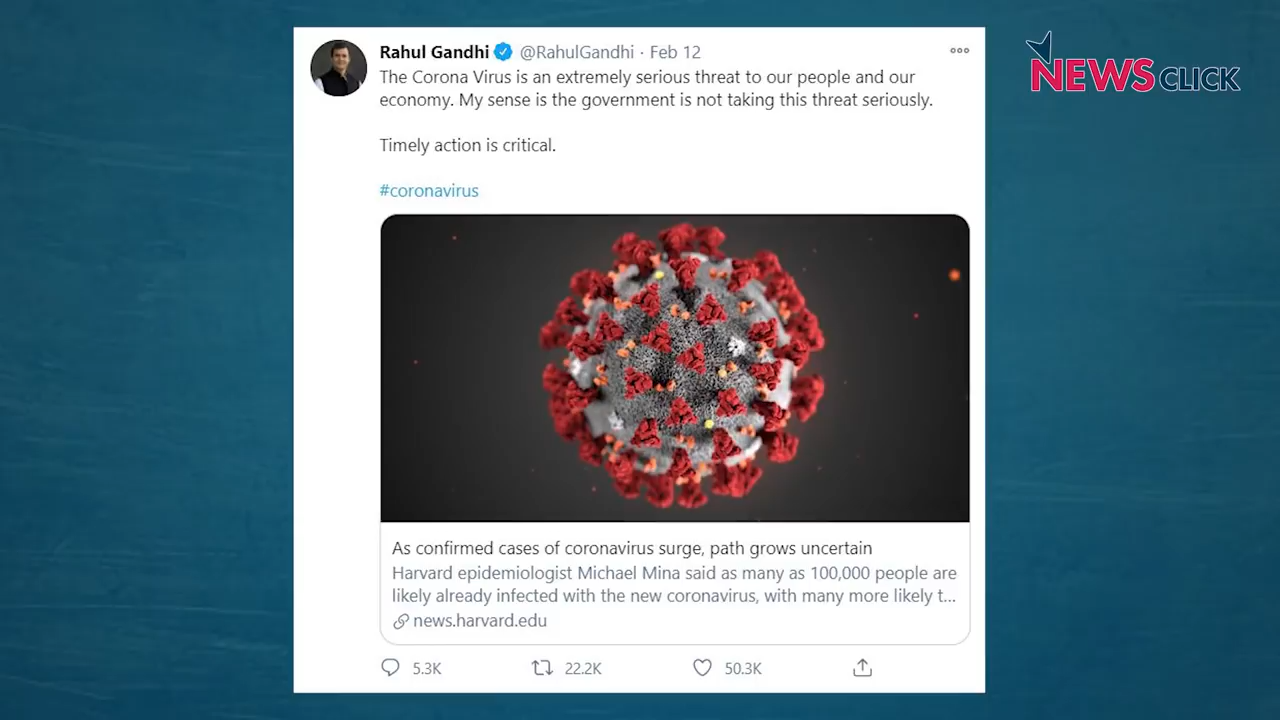 Rahul Gandhi @RahulGandhi · Feb 12
NEWS CLICK
The Corona Virus is an extremely serious threat to our people and our
economy. My sense is the government is not taking this threat seriously.
Timely action is critical.
#coronavirus
As confirmed cases of coronavirus surge, path grows uncertain
Harvard epidemiologist Michael Mina said as many as 100,000 people are
likely already infected with the new coronavirus, with many more likely t...
news.harvard.edu
5.3K 22.2K 50.3K